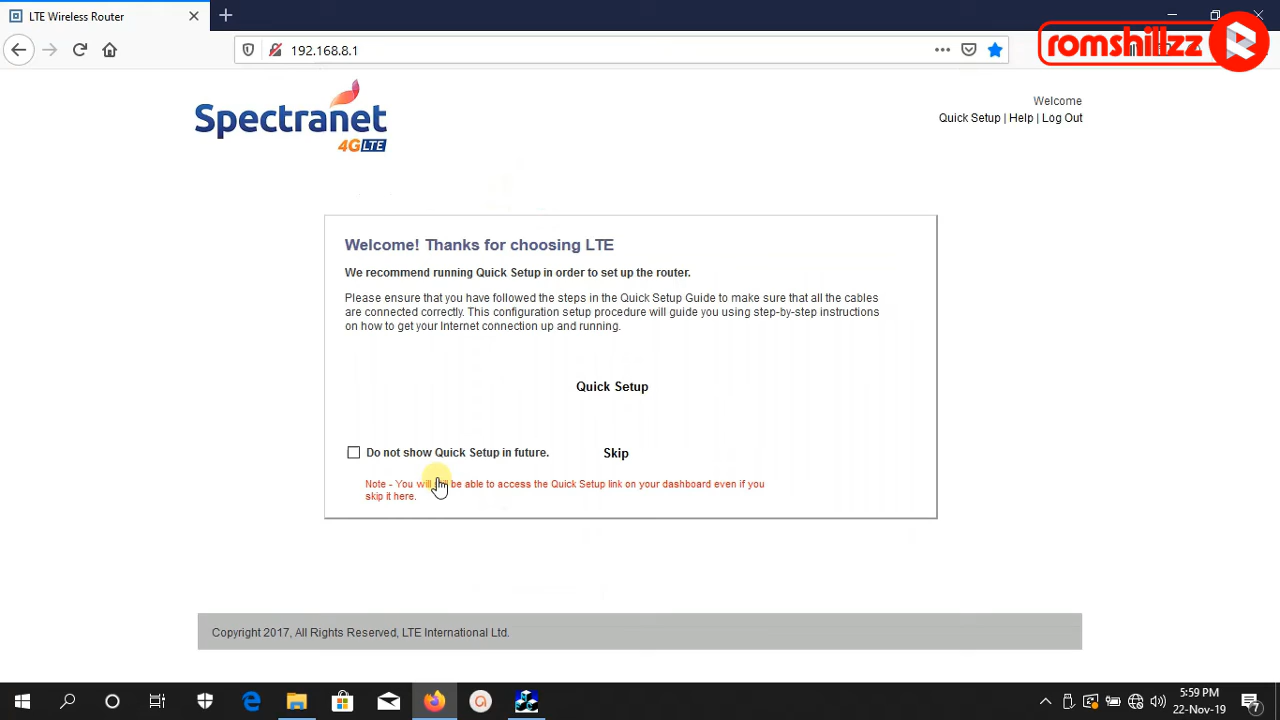 LTE Wireless Router
192.168.8.1
romshillzz
Spectranet
4G LTE
Welcome
Quick Setup | Help | Log Out
Welcome! Thanks for choosing LTE
We recommend running Quick Setup in order to set up the router.
Please ensure that you have followed the steps in the Quick Setup Guide to make sure that all the cables
are connected correctly. This configuration setup procedure will guide you using step-by-step instructions
on how to get your Internet connection up and running.
Quick Setup
Do not show Quick Setup in future.
Skip
Note - You will still be able to access the Quick Setup link on your dashboard even if you
skip it here.
Copyright 2017, All Rights Reserved, LTE International Ltd.
5:59 PM
22-Nov-19
7